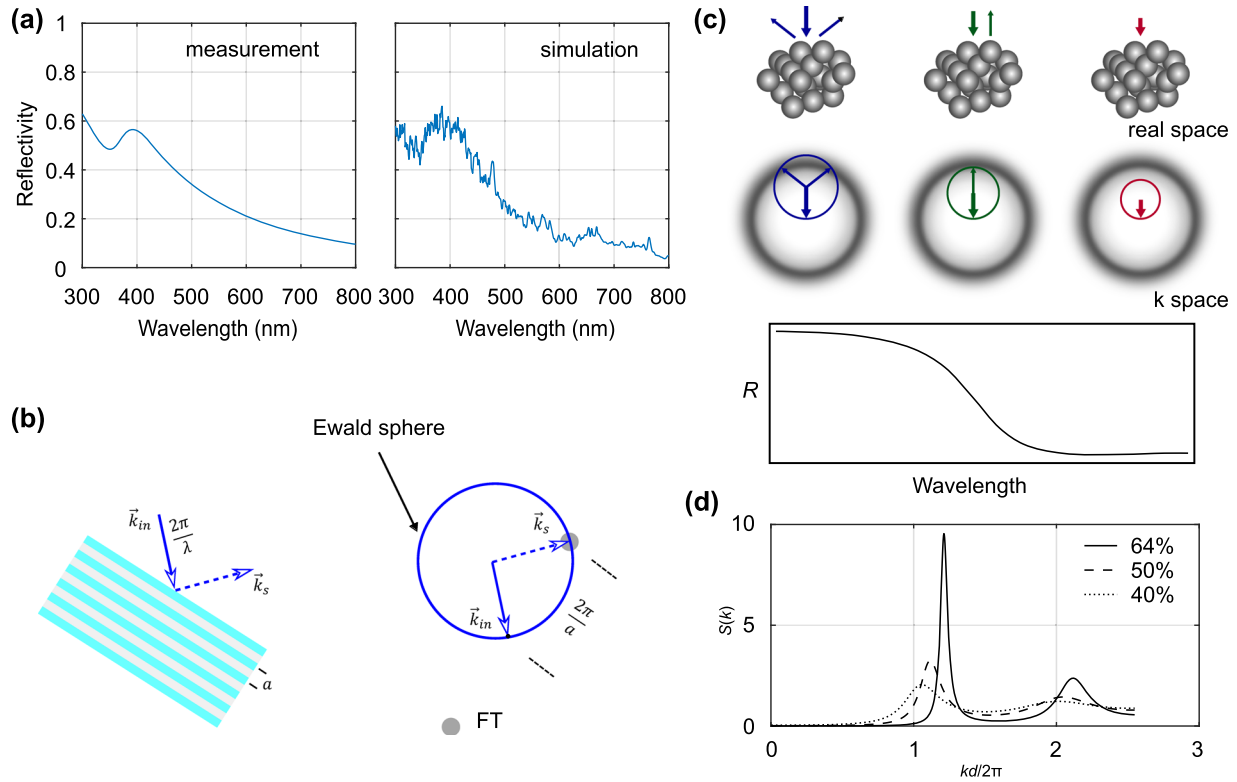 (a)
measurement
simulation
Reflectivity
1
0.8
0.6
0.4
0.2
0
300 400 500 600 700 800
300 400 500 600 700 800
Wavelength (nm)
Wavelength (nm)
(b)
Ewald sphere
k⃗in
2π/λ
k⃗s
a
k⃗s
k⃗in
2π/a
FT
(c)
real space
k space
R
Wavelength
(d)
10
5
0
S(k)
64%
50%
40%
0 1 2 3
kd/2π